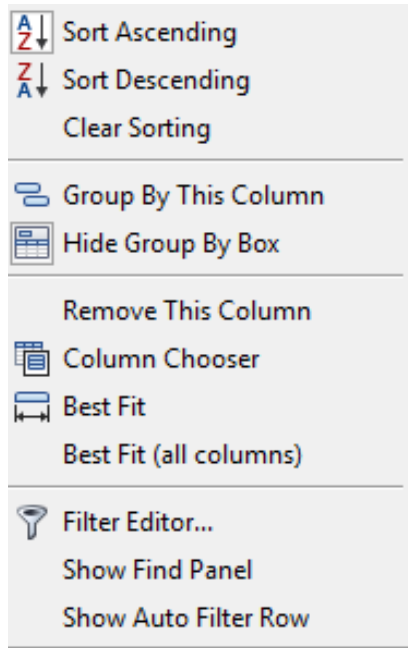 Sort Ascending
Sort Descending
Clear Sorting
Group By This Column
Hide Group By Box
Remove This Column
Column Chooser
Best Fit
Best Fit (all columns)
Filter Editor...
Show Find Panel
Show Auto Filter Row